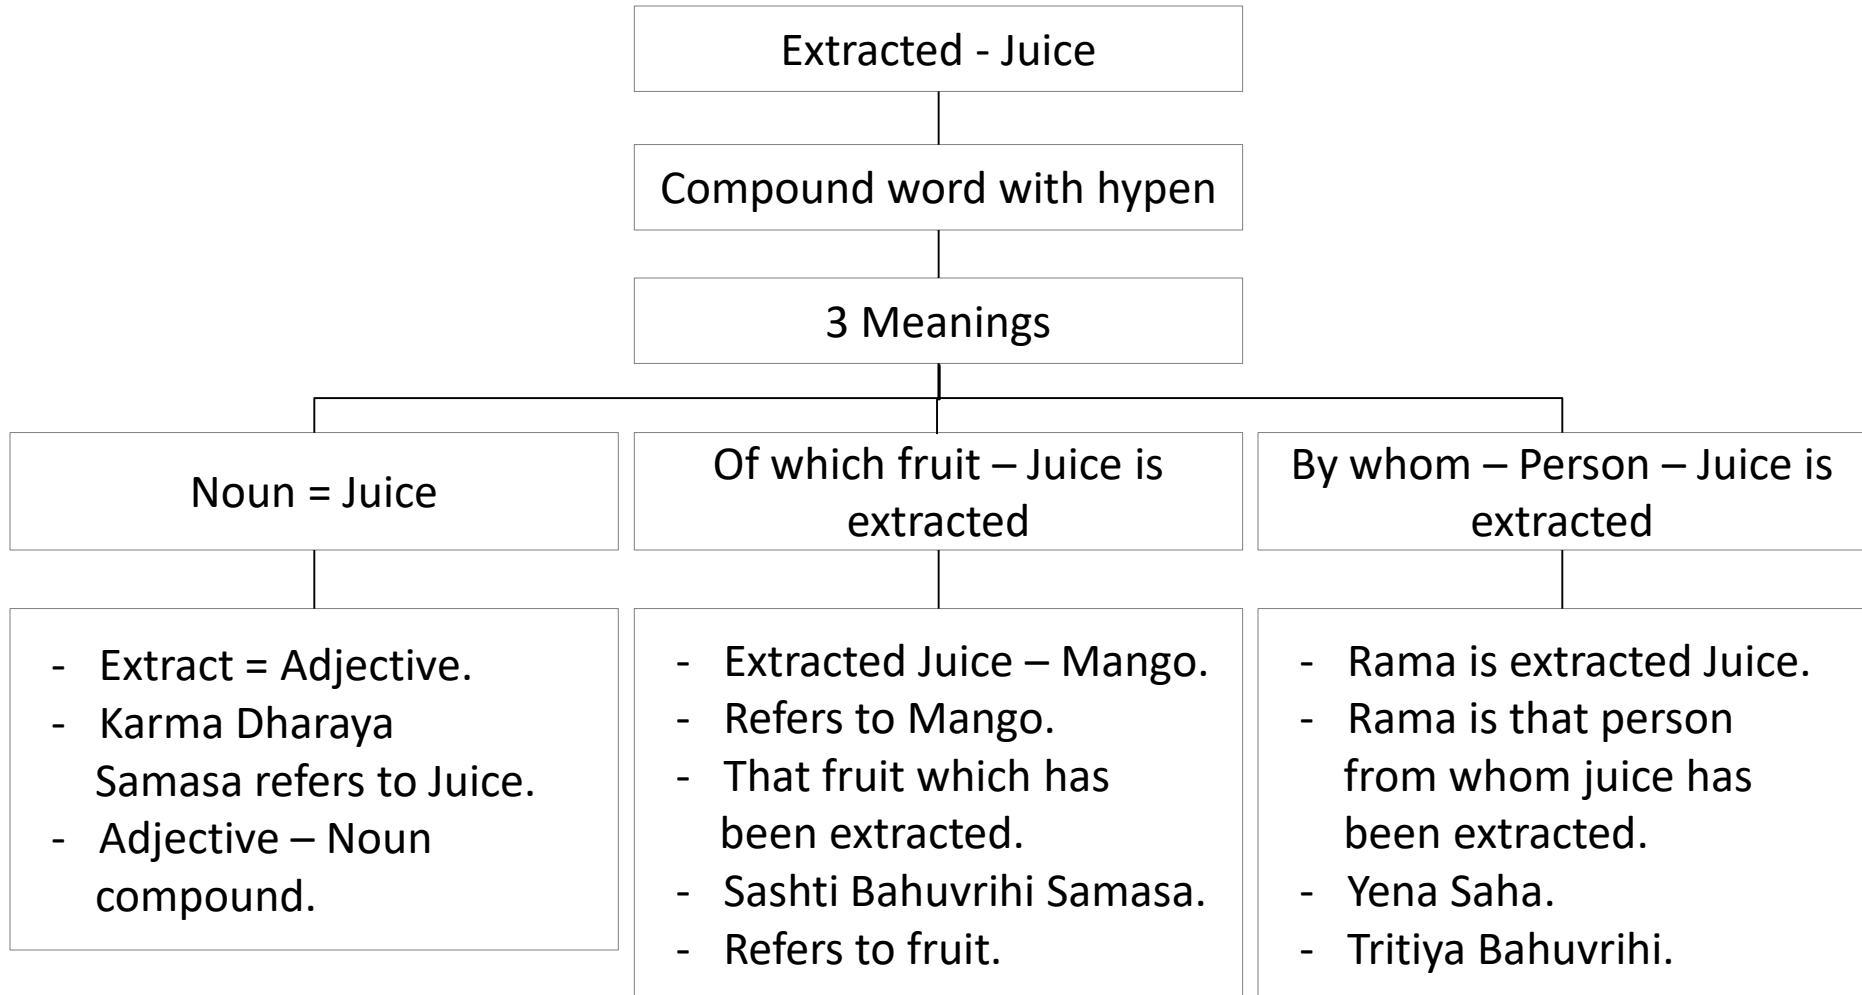 Extracted - Juice
Compound word with hypen
3 Meanings
Noun = Juice
Of which fruit – Juice is
extracted
By whom – Person – Juice is
extracted
- Extract = Adjective.
- Karma Dharaya
Samasa refers to Juice.
- Adjective – Noun
compound.
- Extracted Juice – Mango.
- Refers to Mango.
- That fruit which has
been extracted.
- Sashti Bahuvrihi Samasa.
- Refers to fruit.
- Rama is extracted Juice.
- Rama is that person
from whom juice has
been extracted.
- Yena Saha.
- Tritiya Bahuvrihi.